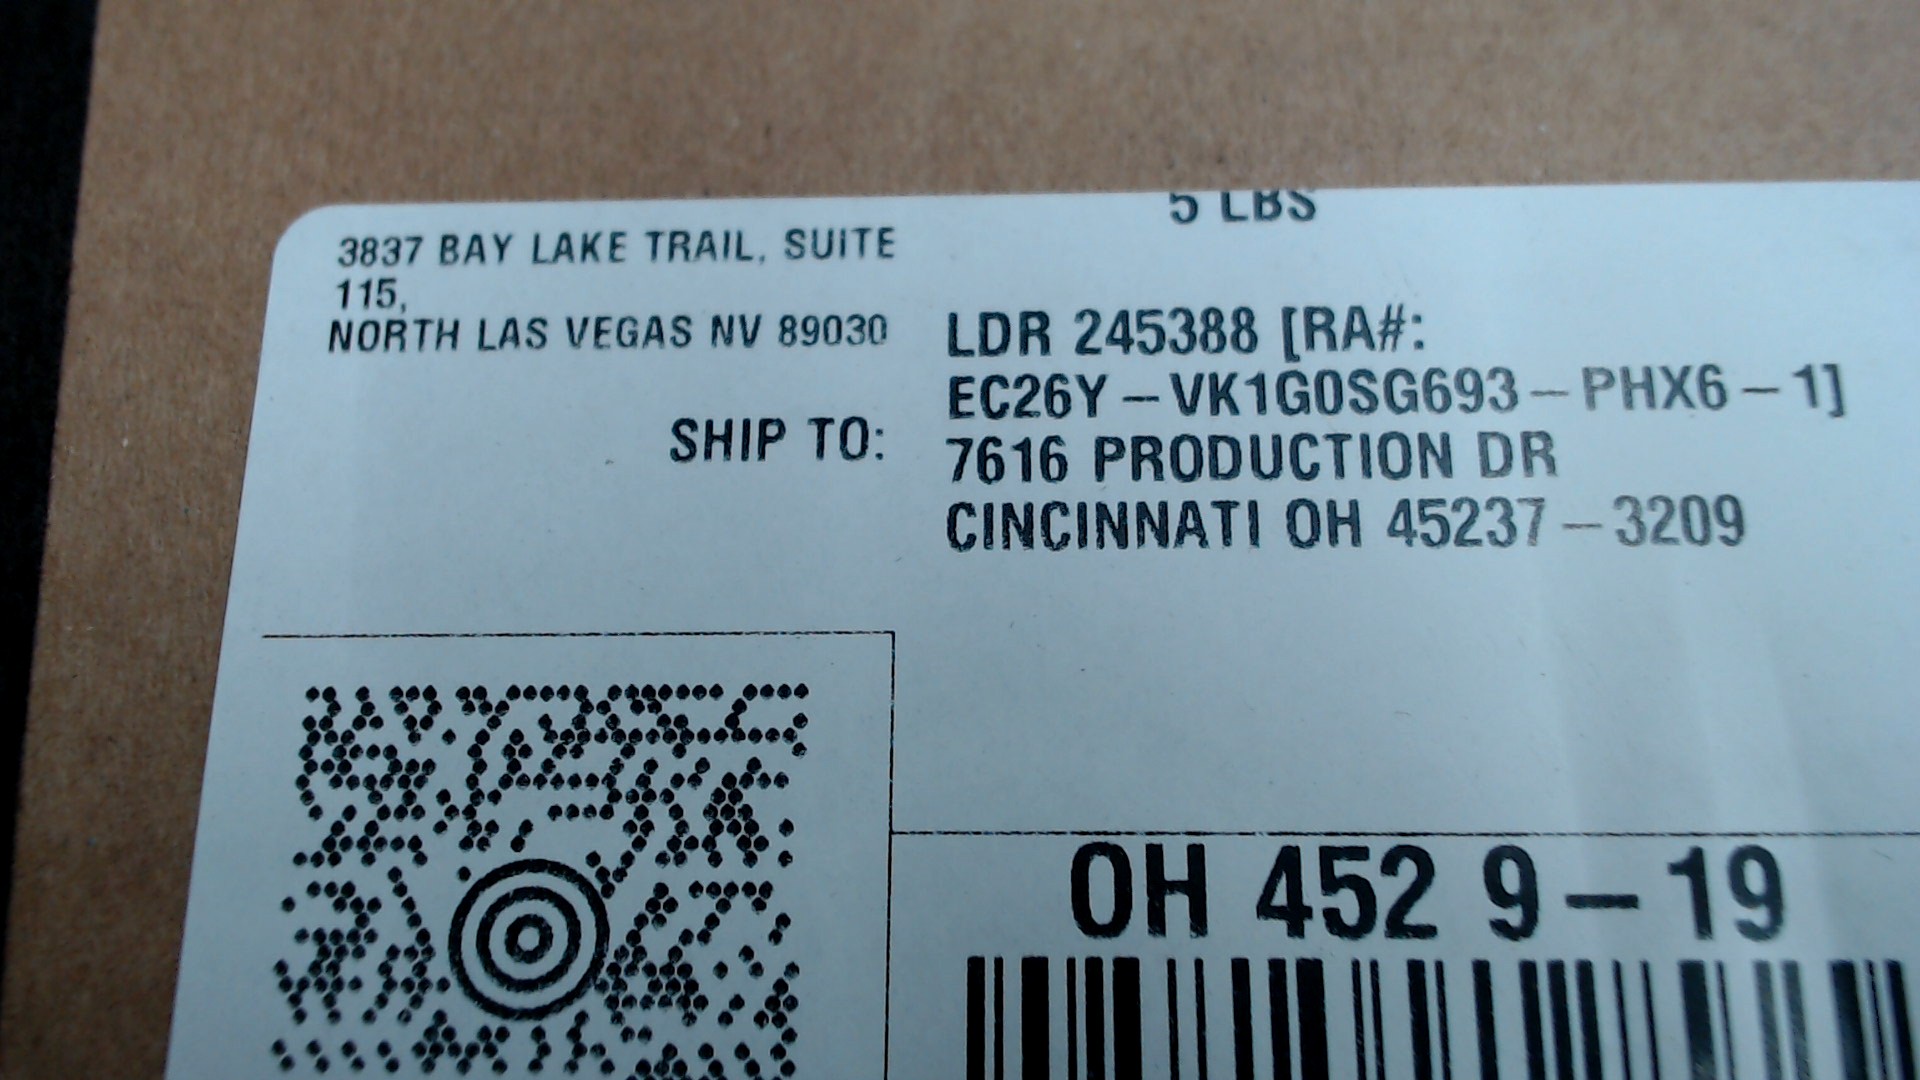 5 LBS
3837 BAY LAKE TRAIL, SUITE
115,
NORTH LAS VEGAS NV 89030
SHIP TO:
LDR 245388 [RA#:
EC26Y-VK1G0SG693-PHX6-1]
7616 PRODUCTION DR
CINCINNATI OH 45237-3209
OH 452 9-19